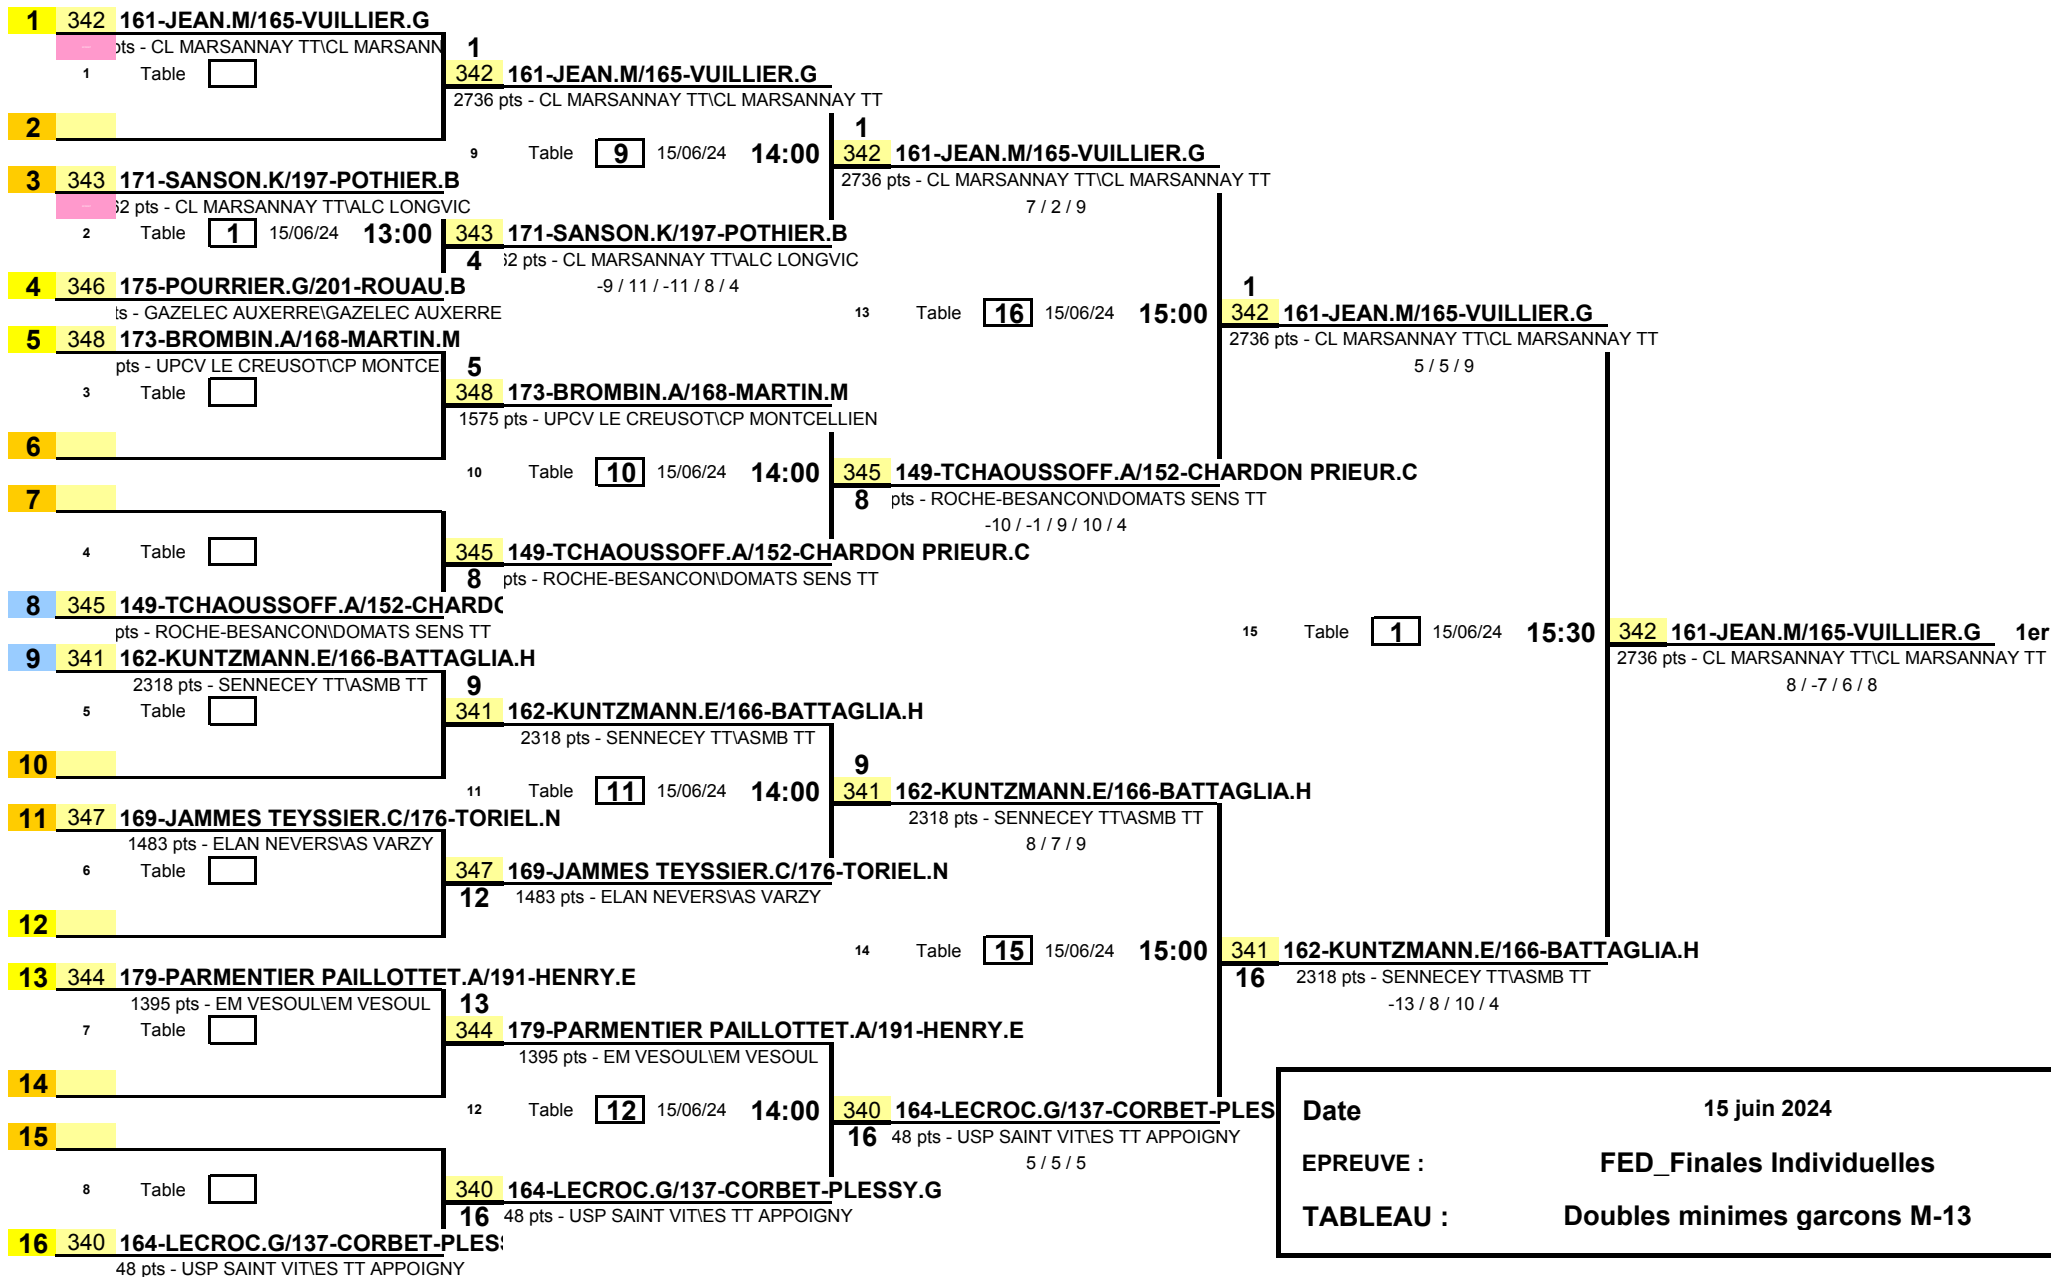 1 342 161-JEAN.M/165-VUILLIER.G
pts - CL MARSANNAY TT\CL MARSANN
1 Table
1
342 161-JEAN.M/165-VUILLIER.G
2736 pts - CL MARSANNAY TT\CL MARSANNAY TT
2
9 Table 9 15/06/24 14:00
1
342 161-JEAN.M/165-VUILLIER.G
2736 pts - CL MARSANNAY TT\CL MARSANNAY TT
7 / 2 / 9
3 343 171-SANSON.K/197-POTHIER.B
62 pts - CL MARSANNAY TT\ALC LONGVIC
2 Table 1 15/06/24 13:00
343 171-SANSON.K/197-POTHIER.B
4 62 pts - CL MARSANNAY TT\ALC LONGVIC
-9 / 11 / -11 / 8 / 4
4 346 175-POURRIER.G/201-ROUAU.B
ts - GAZELEC AUXERRE\GAZELEC AUXERRE
13 Table 16 15/06/24 15:00
1
342 161-JEAN.M/165-VUILLIER.G
2736 pts - CL MARSANNAY TT\CL MARSANNAY TT
5 / 5 / 9
5 348 173-BROMBIN.A/168-MARTIN.M
pts - UPCV LE CREUSOT\CP MONTCE
3 Table
5
348 173-BROMBIN.A/168-MARTIN.M
1575 pts - UPCV LE CREUSOT\CP MONTCELLIEN
6
10 Table 10 15/06/24 14:00
345 149-TCHAOUSSOFF.A/152-CHARDON PRIEUR.C
8 pts - ROCHE-BESANCON\DOMATS SENS TT
-10 / -1 / 9 / 10 / 4
7
4 Table
345 149-TCHAOUSSOFF.A/152-CHARDON PRIEUR.C
8 pts - ROCHE-BESANCON\DOMATS SENS TT
8 345 149-TCHAOUSSOFF.A/152-CHARDO
pts - ROCHE-BESANCON\DOMATS SENS TT
15 Table 1 15/06/24 15:30
342 161-JEAN.M/165-VUILLIER.G 1er
2736 pts - CL MARSANNAY TT\CL MARSANNAY TT
8 / -7 / 6 / 8
9 341 162-KUNTZMANN.E/166-BATTAGLIA.H
2318 pts - SENNECEY TT\ASMB TT
5 Table
9
341 162-KUNTZMANN.E/166-BATTAGLIA.H
2318 pts - SENNECEY TT\ASMB TT
10
11 Table 11 15/06/24 14:00
9
341 162-KUNTZMANN.E/166-BATTAGLIA.H
2318 pts - SENNECEY TT\ASMB TT
8 / 7 / 9
11 347 169-JAMMES TEYSSIER.C/176-TORIEL.N
1483 pts - ELAN NEVERS\AS VARZY
6 Table
347 169-JAMMES TEYSSIER.C/176-TORIEL.N
12 1483 pts - ELAN NEVERS\AS VARZY
12
14 Table 15 15/06/24 15:00
341 162-KUNTZMANN.E/166-BATTAGLIA.H
16 2318 pts - SENNECEY TT\ASMB TT
-13 / 8 / 10 / 4
13 344 179-PARMENTIER PAILLOTTET.A/191-HENRY.E
1395 pts - EM VESOUL\EM VESOUL
7 Table
13
344 179-PARMENTIER PAILLOTTET.A/191-HENRY.E
1395 pts - EM VESOUL\EM VESOUL
14
12 Table 12 15/06/24 14:00
340 164-LECROC.G/137-CORBET-PLES
16 48 pts - USP SAINT VIT\ES TT APPOIGNY
5 / 5 / 5
15
8 Table
340 164-LECROC.G/137-CORBET-PLESSY.G
16 48 pts - USP SAINT VIT\ES TT APPOIGNY
16 340 164-LECROC.G/137-CORBET-PLES
48 pts - USP SAINT VIT\ES TT APPOIGNY
Date 15 juin 2024
EPREUVE : FED_Finales Individuelles
TABLEAU : Doubles minimes garcons M-13